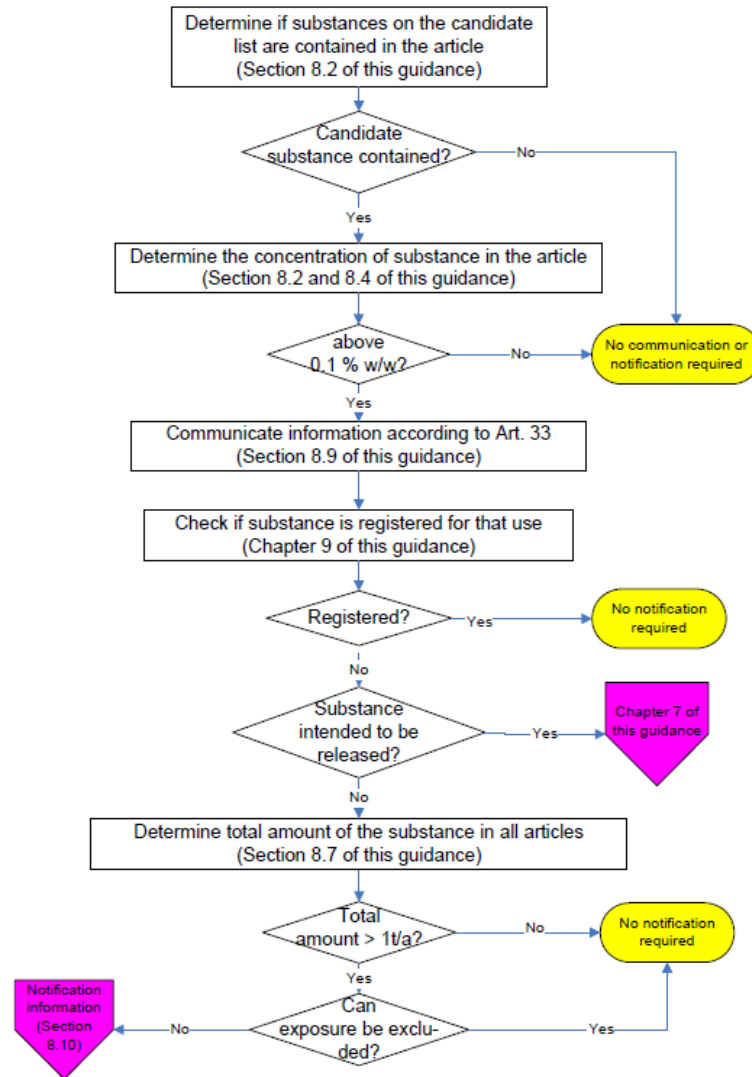 Determine if substances on the candidate
list are contained in the article
(Section 8.2 of this guidance)
Candidate
substance contained?
No
Yes
Determine the concentration of substance in the article
(Section 8.2 and 8.4 of this guidance)
above
0,1 % w/w?
No
No communication or
notification required
Yes
Communicate information according to Art. 33
(Section 8.9 of this guidance)
Check if substance is registered for that use
(Chapter 9 of this guidance)
Registered?
Yes
No notification
required
No
Substance
intended to be
released?
Yes
Chapter 7 of
this guidance
No
Determine total amount of the substance in all articles
(Section 8.7 of this guidance)
Total
amount > 1t/a?
No
No notification
required
Yes
Notification
information
(Section
8.10)
No
Can
exposure be exclu-
ded?
Yes